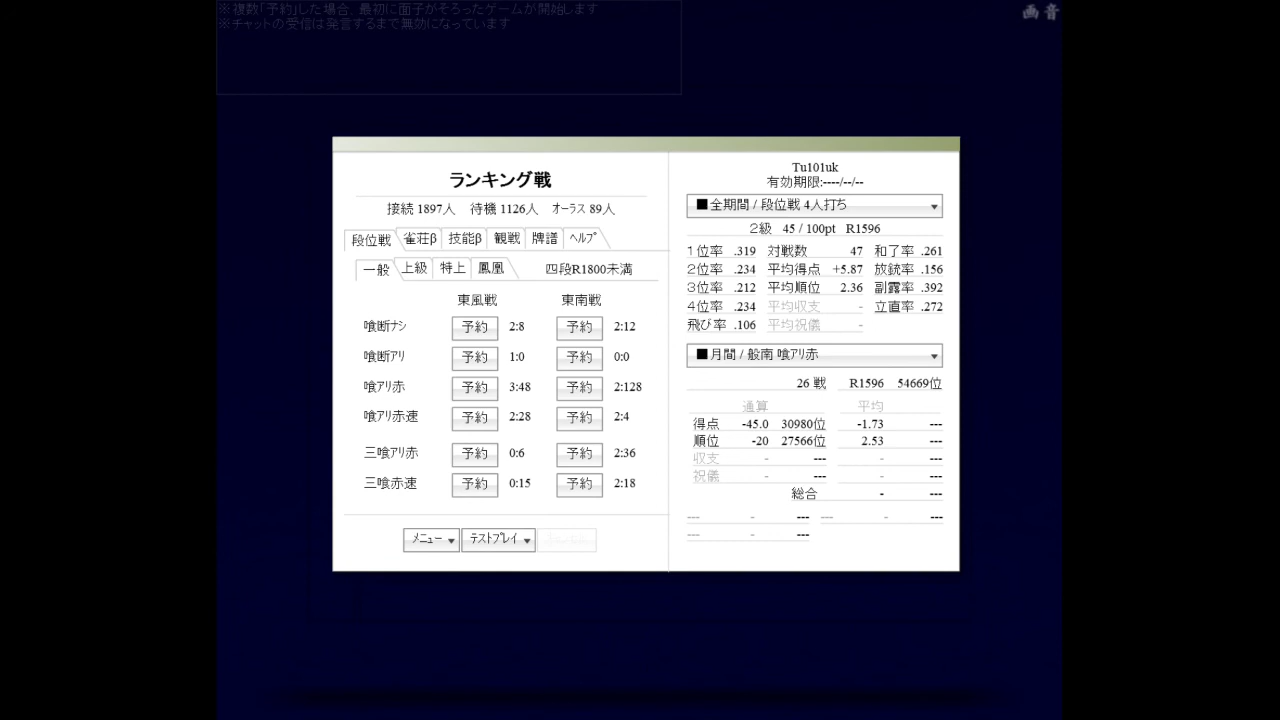 ※複数「予約」した場合、最初に面子がそろったゲームが開始します
※チャットの受信は発言するまで無効になっています
画 音
ランキング戦
接続 1897人 待機 1126人 オーラス 89人
段位戦 雀荘β 技能β 観戦 牌譜 ヘルプ
一般 上級 特上 鳳凰 四段R1800未満
東風戦 東南戦
喰断ナシ 予約 2:8 予約 2:12
喰断アリ 予約 1:0 予約 0:0
喰アリ赤 予約 3:48 予約 2:128
喰アリ赤速 予約 2:28 予約 2:4
三喰アリ赤 予約 0:6 予約 2:36
三喰赤速 予約 0:15 予約 2:18
メニュー テストプレイ
Tu101uk
有効期限:----/--/--
■全期間 / 段位戦 4人打ち
2級 45 / 100pt R1596
1位率 .319 対戦数 47 和了率 .261
2位率 .234 平均得点 +5.87 放銃率 .156
3位率 .212 平均順位 2.36 副露率 .392
4位率 .234 平均収支 - 立直率 .272
飛び率 .106 平均祝儀 -
■月間 / 般南 喰アリ赤
26 戦 R1596 54669位
通算 平均
得点 -45.0 30980位 -1.73 ---
順位 -20 27566位 2.53 ---
収支 - --- - ---
祝儀 - --- - ---
総合 - ---
--- - --- --- - ---
--- - ---